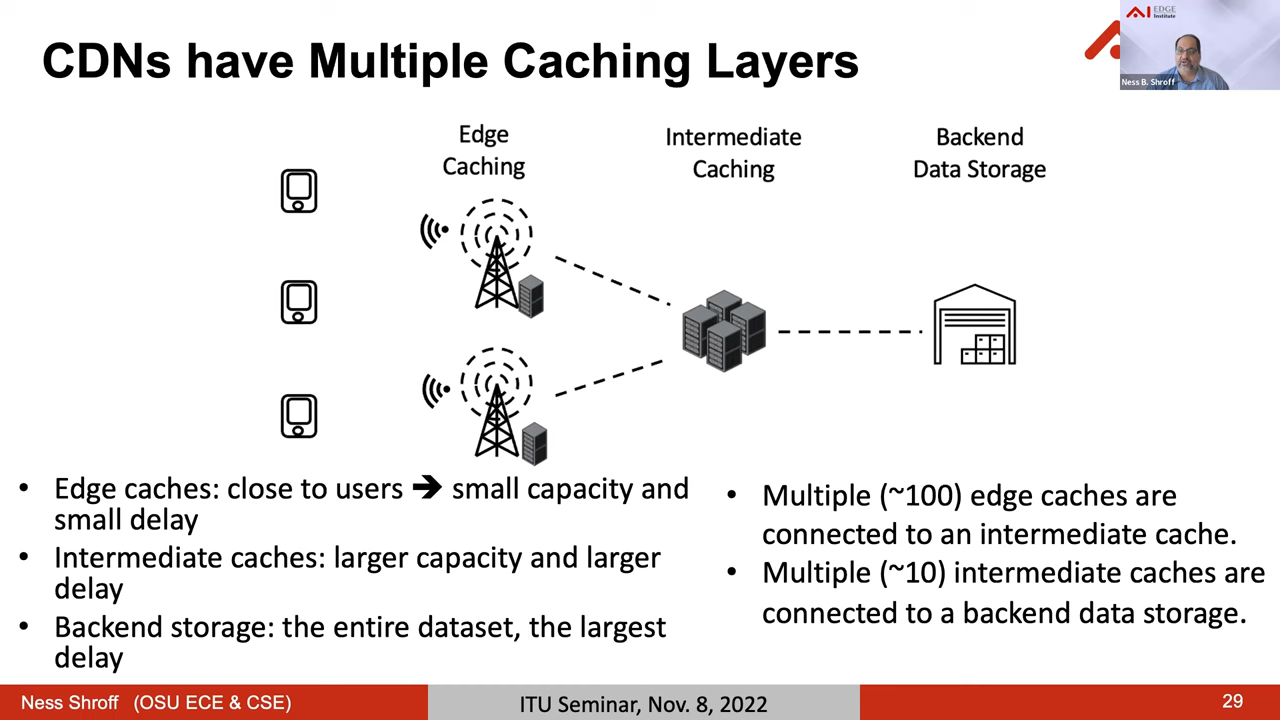 CDNs have Multiple Caching Layers
AI EDGE
Institute
Ness B. Shroff
Edge
Caching
Intermediate
Caching
Backend
Data Storage
• Edge caches: close to users ➔ small capacity and
small delay
• Intermediate caches: larger capacity and larger
delay
• Backend storage: the entire dataset, the largest
delay
• Multiple (~100) edge caches are
connected to an intermediate cache.
• Multiple (~10) intermediate caches are
connected to a backend data storage.
Ness Shroff (OSU ECE & CSE)
ITU Seminar, Nov. 8, 2022
29